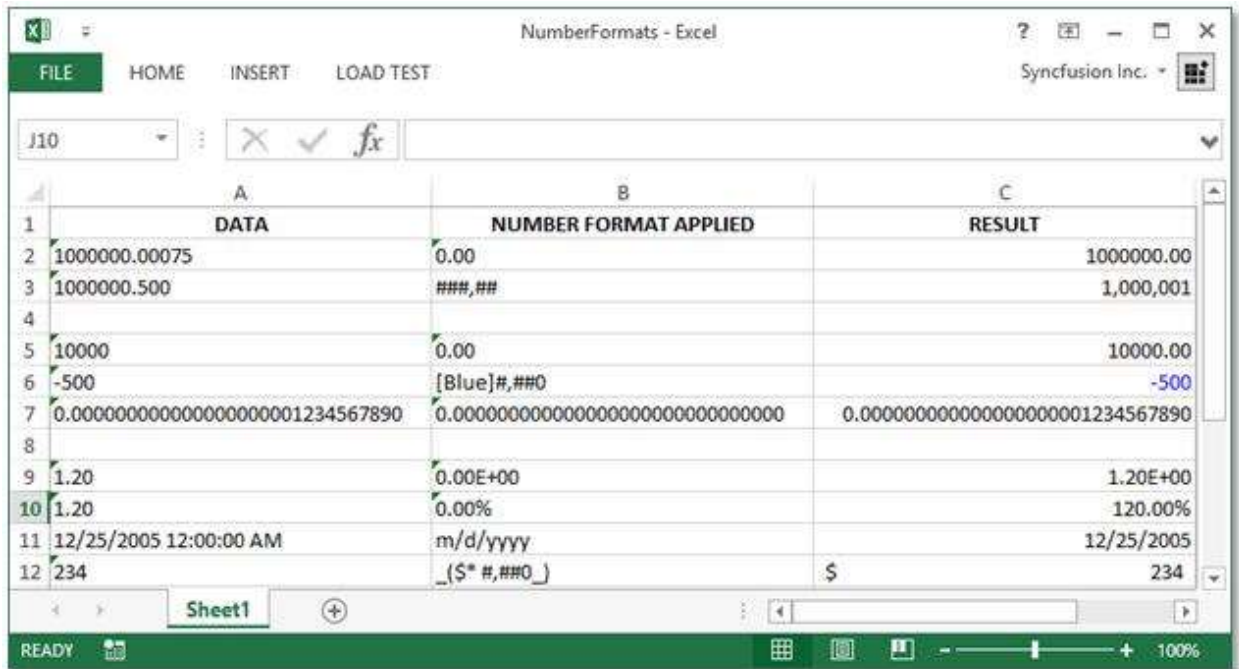 NumberFormats - Excel
?
FILE HOME INSERT LOAD TEST Syncfusion Inc.
J10 fx
A B C
1 DATA NUMBER FORMAT APPLIED RESULT
2 1000000.00075 0.00 1000000.00
3 1000000.500 ###,## 1,000,001
4
5 10000 0.00 10000.00
6 -500 [Blue]#,##0 -500
7 0.0000000000000000000001234567890 0.0000000000000000000000000000000 0.0000000000000000000001234567890
8
9 1.20 0.00E+00 1.20E+00
10 1.20 0.00% 120.00%
11 12/25/2005 12:00:00 AM m/d/yyyy 12/25/2005
12 234 _($* #,##0_) $ 234
Sheet1
READY - + 100%